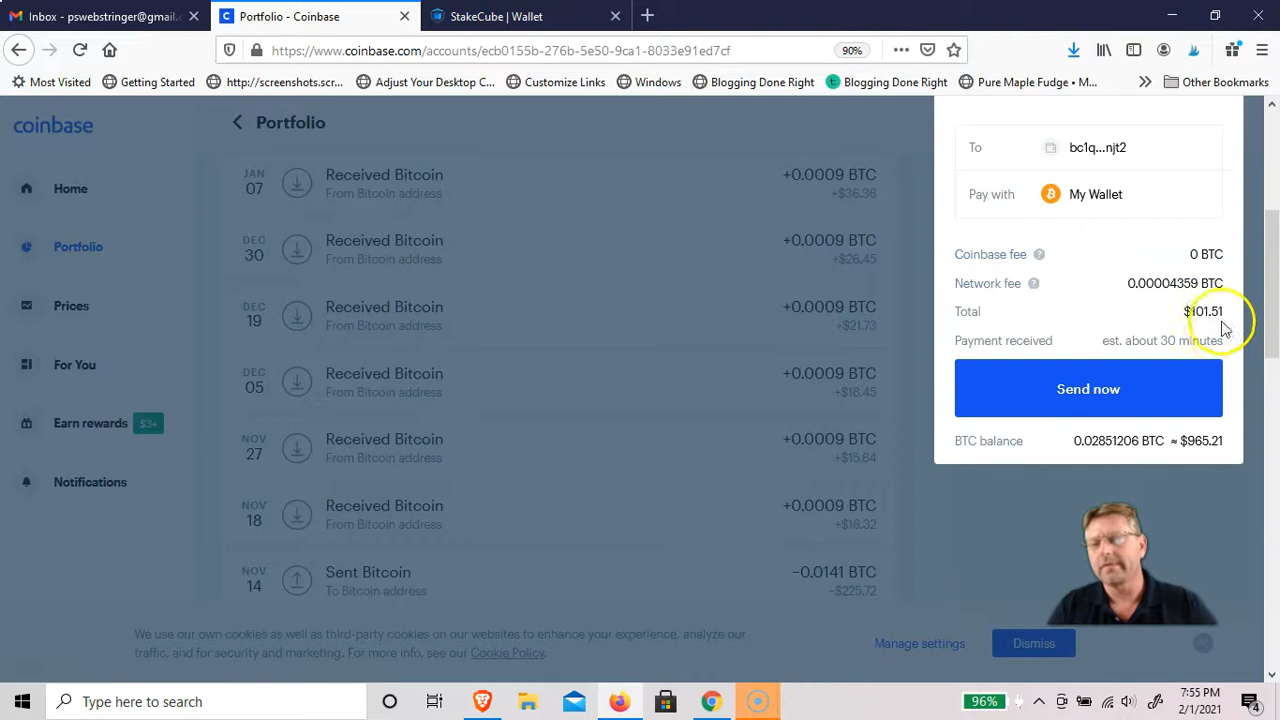 Inbox - pswebstringer@gmail.c
Portfolio - Coinbase
StakeCube | Wallet
https://www.coinbase.com/accounts/ecb0155b-276b-5e50-9ca1-8033e91ed7cf
90%
Most Visited
Getting Started
http://screenshots.scr...
Adjust Your Desktop C...
Customize Links
Windows
Blogging Done Right
Blogging Done Right
Pure Maple Fudge • M...
Other Bookmarks
coinbase
Home
Portfolio
Prices
For You
Earn rewards $3+
Notifications
Portfolio
JAN 07 Received Bitcoin +0.0009 BTC
From Bitcoin address +$36.36
DEC 30 Received Bitcoin +0.0009 BTC
From Bitcoin address +$26.45
DEC 19 Received Bitcoin +0.0009 BTC
From Bitcoin address +$21.73
DEC 05 Received Bitcoin +0.0009 BTC
From Bitcoin address +$18.45
NOV 27 Received Bitcoin +0.0009 BTC
From Bitcoin address +$15.64
NOV 18 Received Bitcoin +0.0009 BTC
From Bitcoin address +$16.32
NOV 14 Sent Bitcoin −0.0141 BTC
To Bitcoin address −$225.72
To bc1q...njt2
Pay with My Wallet
Coinbase fee ? 0 BTC
Network fee ? 0.00004359 BTC
Total $101.51
Payment received est. about 30 minutes
Send now
BTC balance 0.02851206 BTC ≈ $965.21
We use our own cookies as well as third-party cookies on our websites to enhance your experience, analyze our
traffic, and for security and marketing. For more info, see our Cookie Policy.
Manage settings
Dismiss
Type here to search
96%
7:55 PM
2/1/2021
4